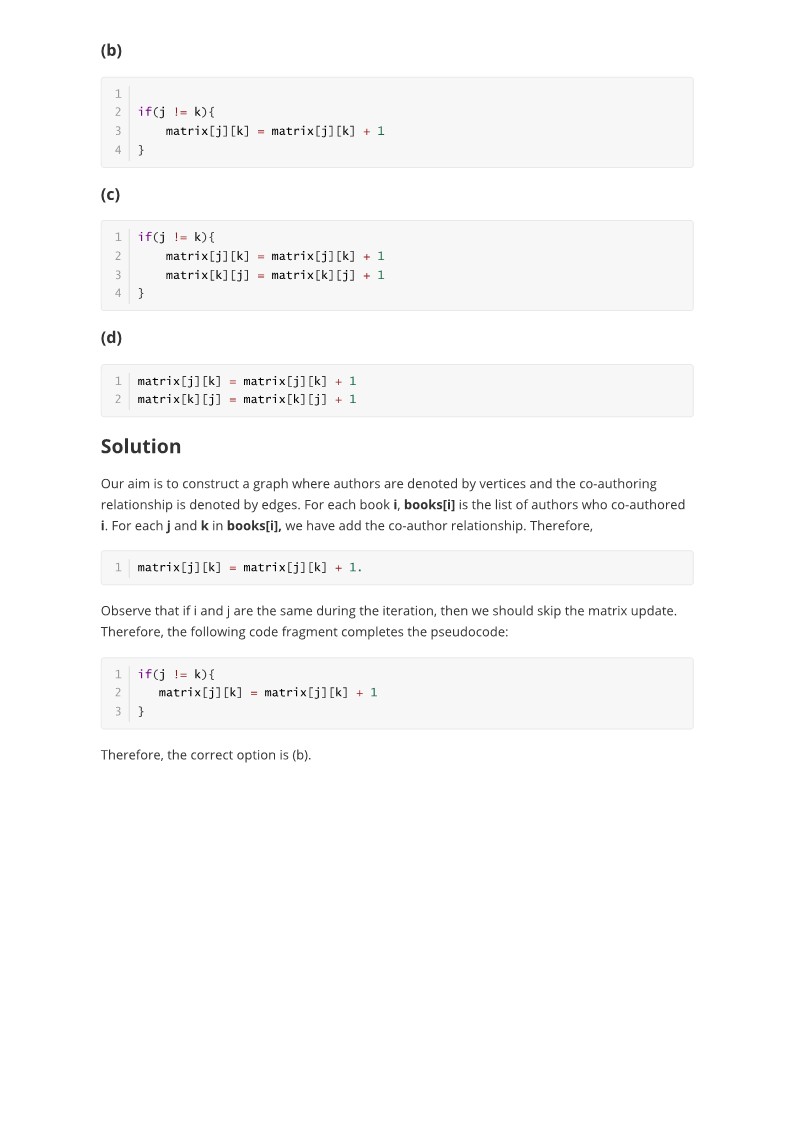 (b)
1
2 if(j != k){
3     matrix[j][k] = matrix[j][k] + 1
4 }
(c)
1 if(j != k){
2     matrix[j][k] = matrix[j][k] + 1
3     matrix[k][j] = matrix[k][j] + 1
4 }
(d)
1 matrix[j][k] = matrix[j][k] + 1
2 matrix[k][j] = matrix[k][j] + 1
Solution
Our aim is to construct a graph where authors are denoted by vertices and the co-authoring
relationship is denoted by edges. For each book i, books[i] is the list of authors who co-authored
i. For each j and k in books[i], we have add the co-author relationship. Therefore,
1 matrix[j][k] = matrix[j][k] + 1.
Observe that if i and j are the same during the iteration, then we should skip the matrix update.
Therefore, the following code fragment completes the pseudocode:
1 if(j != k){
2    matrix[j][k] = matrix[j][k] + 1
3 }
Therefore, the correct option is (b).